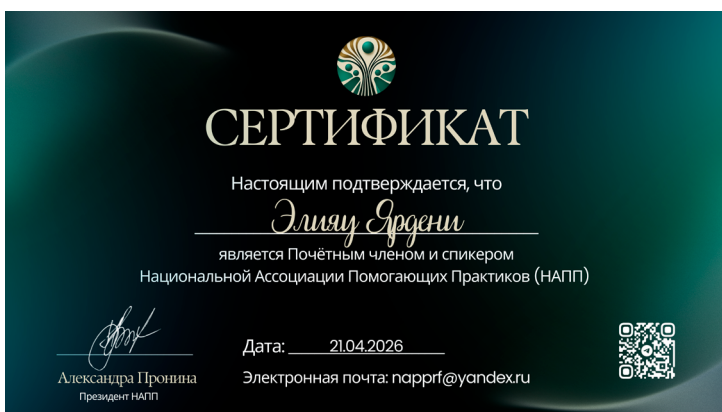 СЕРТИФИКАТ
Настоящим подтверждается, что
Элияу Ярдени
является Почётным членом и спикером
Национальной Ассоциации Помогающих Практиков (НАПП)
Дата: 21.04.2026
Александра Пронина
Электронная почта: napprf@yandex.ru
Президент НАПП